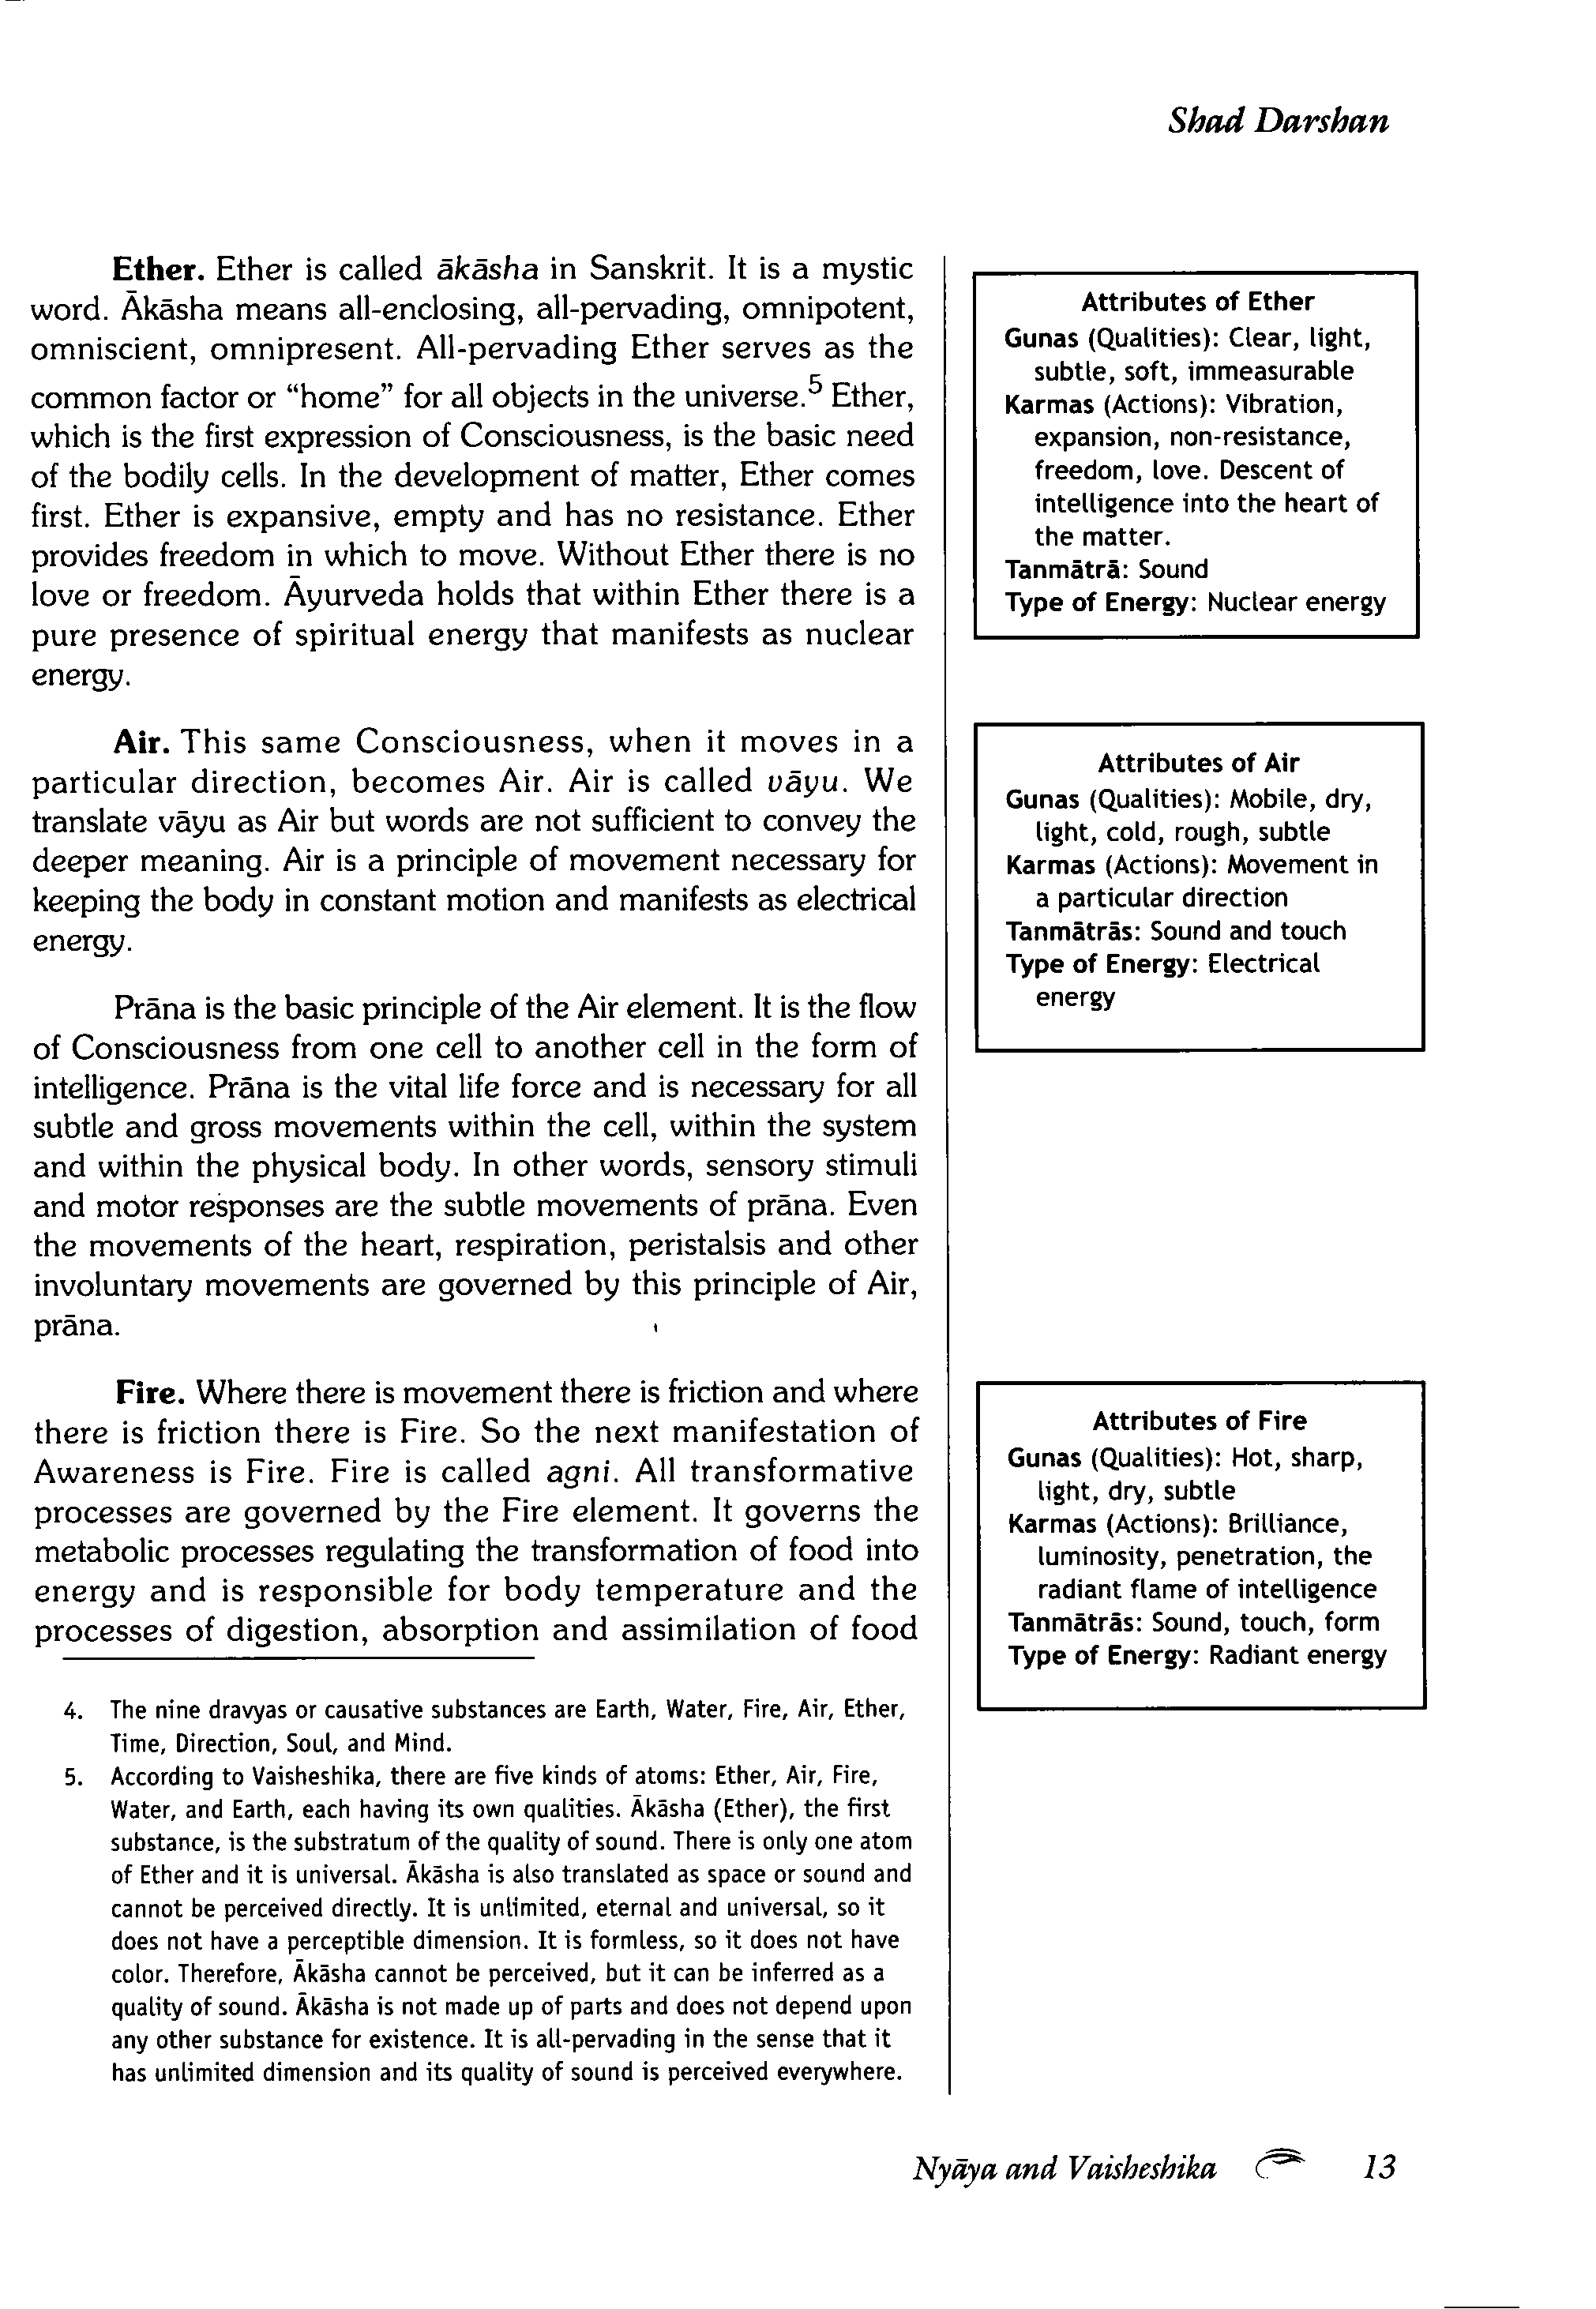 Shad Darshan
Ether. Ether is called ākāsha in Sanskrit. It is a mystic
word. Ākāsha means all-enclosing, all-pervading, omnipotent,
omniscient, omnipresent. All-pervading Ether serves as the
common factor or “home” for all objects in the universe.5 Ether,
which is the first expression of Consciousness, is the basic need
of the bodily cells. In the development of matter, Ether comes
first. Ether is expansive, empty and has no resistance. Ether
provides freedom in which to move. Without Ether there is no
love or freedom. Āyurveda holds that within Ether there is a
pure presence of spiritual energy that manifests as nuclear
energy.
Attributes of Ether
Gunas (Qualities): Clear, light,
subtle, soft, immeasurable
Karmas (Actions): Vibration,
expansion, non-resistance,
freedom, love. Descent of
intelligence into the heart of
the matter.
Tanmātrā: Sound
Type of Energy: Nuclear energy
Air. This same Consciousness, when it moves in a
particular direction, becomes Air. Air is called vāyu. We
translate vāyu as Air but words are not sufficient to convey the
deeper meaning. Air is a principle of movement necessary for
keeping the body in constant motion and manifests as electrical
energy.
Attributes of Air
Gunas (Qualities): Mobile, dry,
light, cold, rough, subtle
Karmas (Actions): Movement in
a particular direction
Tanmātrās: Sound and touch
Type of Energy: Electrical
energy
Prāna is the basic principle of the Air element. It is the flow
of Consciousness from one cell to another cell in the form of
intelligence. Prāna is the vital life force and is necessary for all
subtle and gross movements within the cell, within the system
and within the physical body. In other words, sensory stimuli
and motor responses are the subtle movements of prāna. Even
the movements of the heart, respiration, peristalsis and other
involuntary movements are governed by this principle of Air,
prāna.
Fire. Where there is movement there is friction and where
there is friction there is Fire. So the next manifestation of
Awareness is Fire. Fire is called agni. All transformative
processes are governed by the Fire element. It governs the
metabolic processes regulating the transformation of food into
energy and is responsible for body temperature and the
processes of digestion, absorption and assimilation of food
Attributes of Fire
Gunas (Qualities): Hot, sharp,
light, dry, subtle
Karmas (Actions): Brilliance,
luminosity, penetration, the
radiant flame of intelligence
Tanmātrās: Sound, touch, form
Type of Energy: Radiant energy
4. The nine dravyas or causative substances are Earth, Water, Fire, Air, Ether,
Time, Direction, Soul, and Mind.
5. According to Vaisheshika, there are five kinds of atoms: Ether, Air, Fire,
Water, and Earth, each having its own qualities. Ākāsha (Ether), the first
substance, is the substratum of the quality of sound. There is only one atom
of Ether and it is universal. Ākāsha is also translated as space or sound and
cannot be perceived directly. It is unlimited, eternal and universal, so it
does not have a perceptible dimension. It is formless, so it does not have
color. Therefore, Ākāsha cannot be perceived, but it can be inferred as a
quality of sound. Ākāsha is not made up of parts and does not depend upon
any other substance for existence. It is all-pervading in the sense that it
has unlimited dimension and its quality of sound is perceived everywhere.
Nyāya and Vaisheshika 13